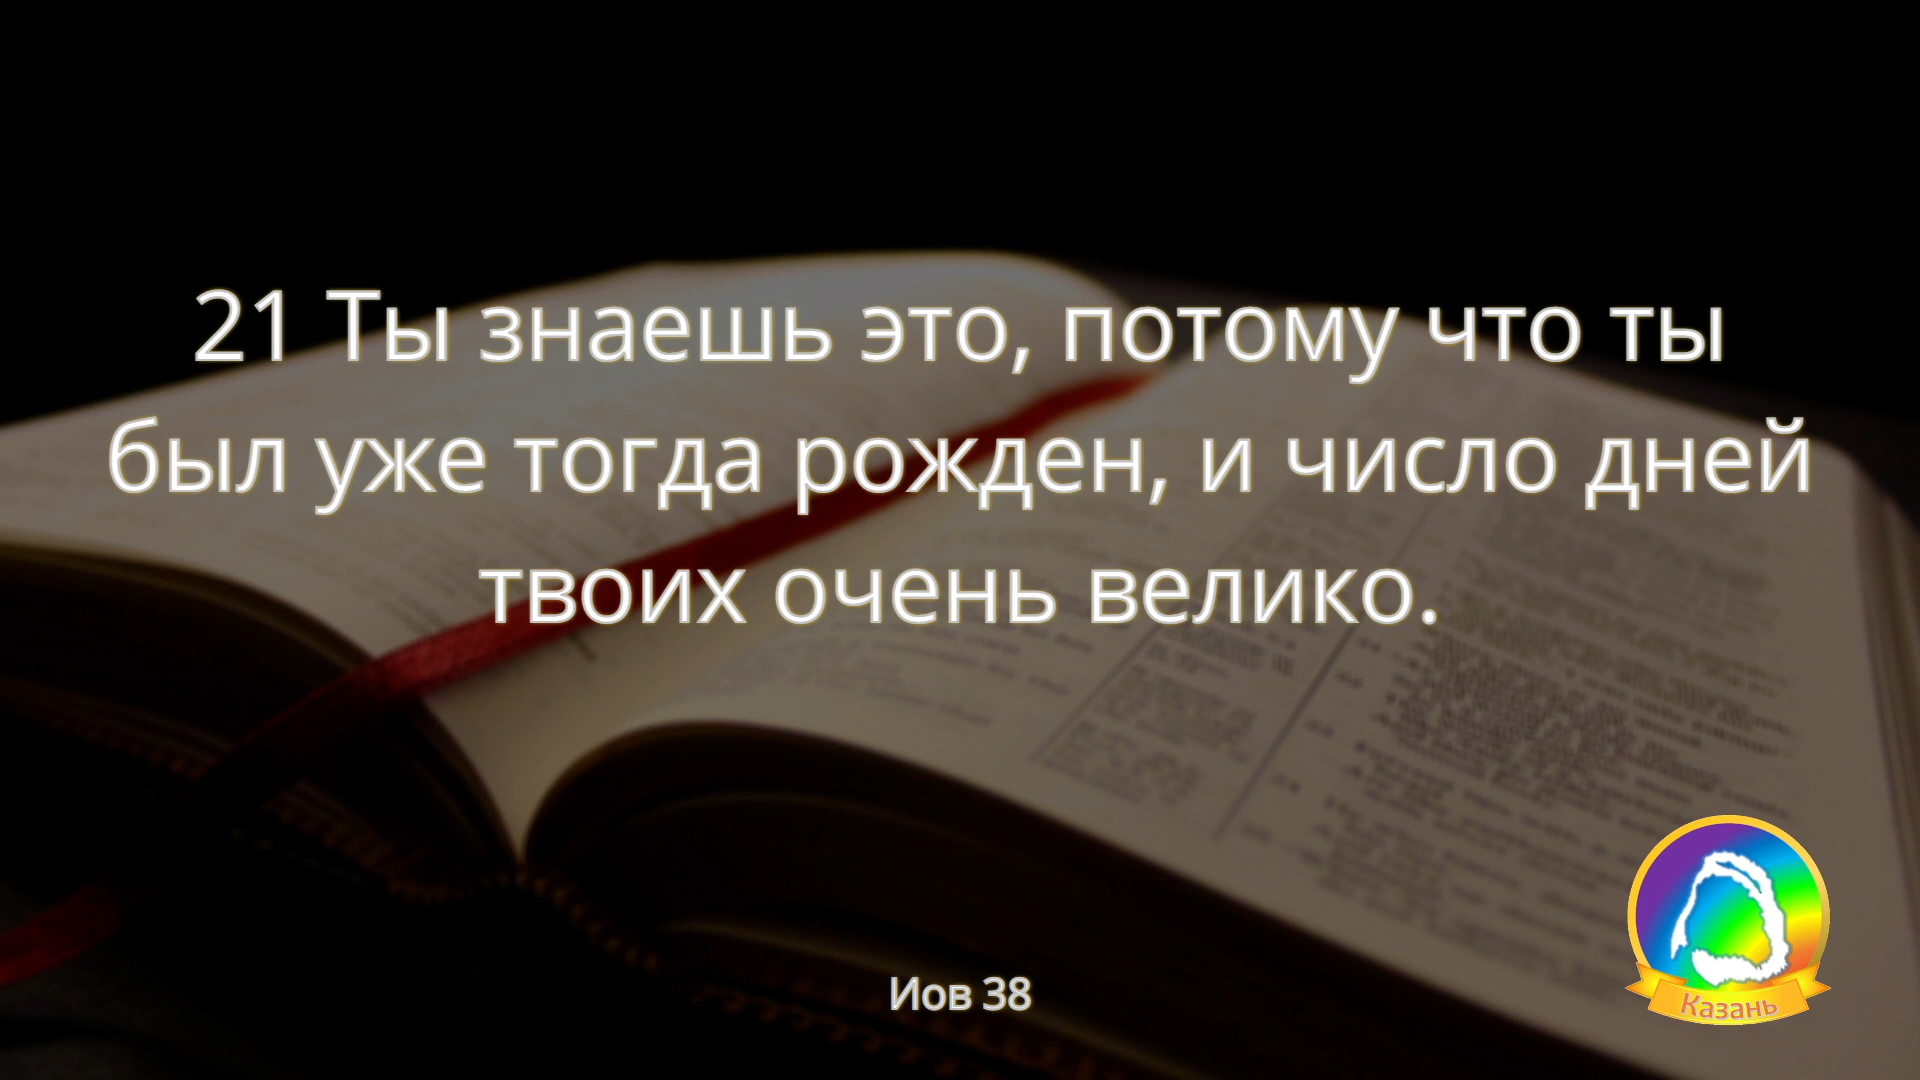 21 Ты знаешь это, потому что ты
был уже тогда рожден, и число дней
твоих очень велико.
Иов 38
Казань